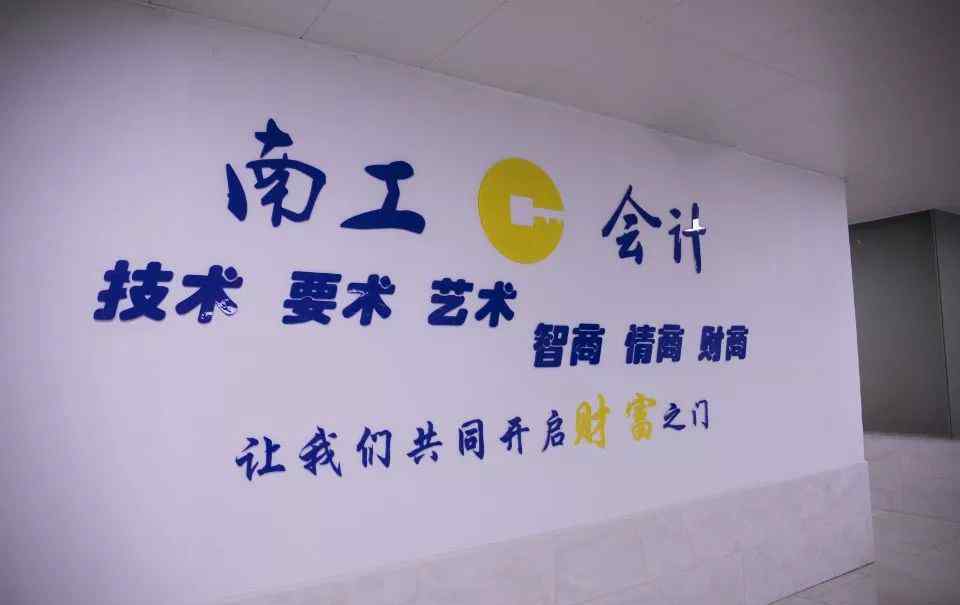 南工 会计
技术 要术 艺术
智商 情商 财商
让我们共同开启财富之门